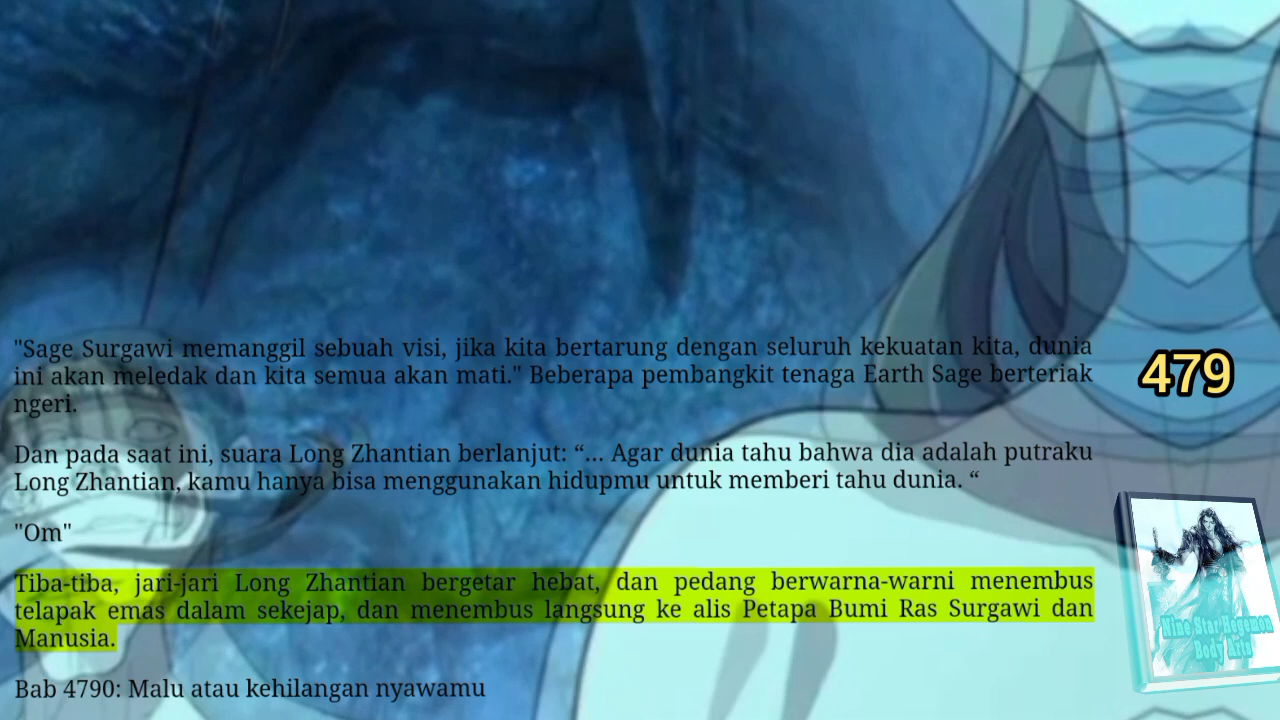 "Sage Surgawi memanggil sebuah visi, jika kita bertarung dengan seluruh kekuatan kita, dunia
ini akan meledak dan kita semua akan mati." Beberapa pembangkit tenaga Earth Sage berteriak
ngeri.
Dan pada saat ini, suara Long Zhantian berlanjut: “... Agar dunia tahu bahwa dia adalah putraku
Long Zhantian, kamu hanya bisa menggunakan hidupmu untuk memberi tahu dunia. “
"Om"
Tiba-tiba, jari-jari Long Zhantian bergetar hebat, dan pedang berwarna-warni menembus
telapak emas dalam sekejap, dan menembus langsung ke alis Petapa Bumi Ras Surgawi dan
Manusia.
Bab 4790: Malu atau kehilangan nyawamu
479
Nine Star Hegemon
Body Arts